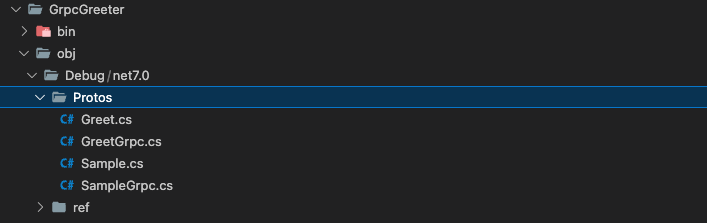 GrpcGreeter
bin
obj
Debug/net7.0
Protos
C# Greet.cs
C# GreetGrpc.cs
C# Sample.cs
C# SampleGrpc.cs
ref